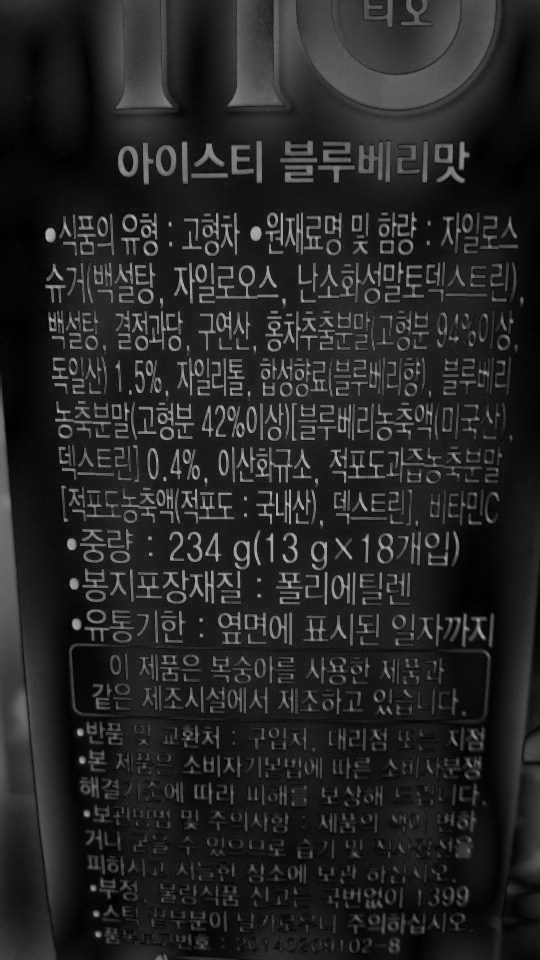 티오
아이스티 블루베리맛
•식품의 유형 : 고형차 •원재료명 및 함량 : 자일로스
슈거(백설탕, 자일로오스, 난소화성말토덱스트린),
백설탕, 결정과당, 구연산, 홍차추출분말(고형분 94%이상,
독일산) 1.5%, 자일리톨, 합성향료(블루베리향), 블루베리
농축분말(고형분 42%이상)[블루베리농축액(미국산),
덱스트린] 0.4%, 이산화규소, 적포도과즙농축분말
[적포도농축액(적포도 : 국내산), 덱스트린], 비타민C
•중량 : 234 g(13 g×18개입)
•봉지포장재질 : 폴리에틸렌
•유통기한 : 옆면에 표시된 일자까지
이 제품은 복숭아를 사용한 제품과
같은 제조시설에서 제조하고 있습니다.
•반품 및 교환처 : 구입처, 대리점 또는 지점
•본 제품은 소비자기본법에 따른 소비자분쟁
해결기준에 따라 피해를 보상해 드립니다.
•보관방법 및 주의사항 : 제품의 색이 변하
거나 굳을 수 있으므로 습기 및 직사광선을
피하시고 서늘한 장소에 보관 하십시오.
•부정, 불량식품 신고는 국번없이 1399
•스틱 끝부분이 날카로우니 주의하십시오.
•품목보고번호 : 20140209102-8